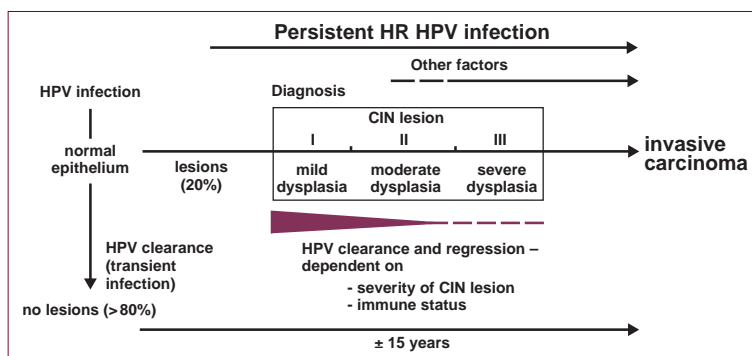 Persistent HR HPV infection
Other factors
HPV infection
Diagnosis
CIN lesion
I II III
normal
epithelium
lesions
(20%)
mild
dysplasia
moderate
dysplasia
severe
dysplasia
invasive
carcinoma
HPV clearance
(transient
infection)
HPV clearance and regression –
dependent on
- severity of CIN lesion
- immune status
no lesions (>80%)
± 15 years